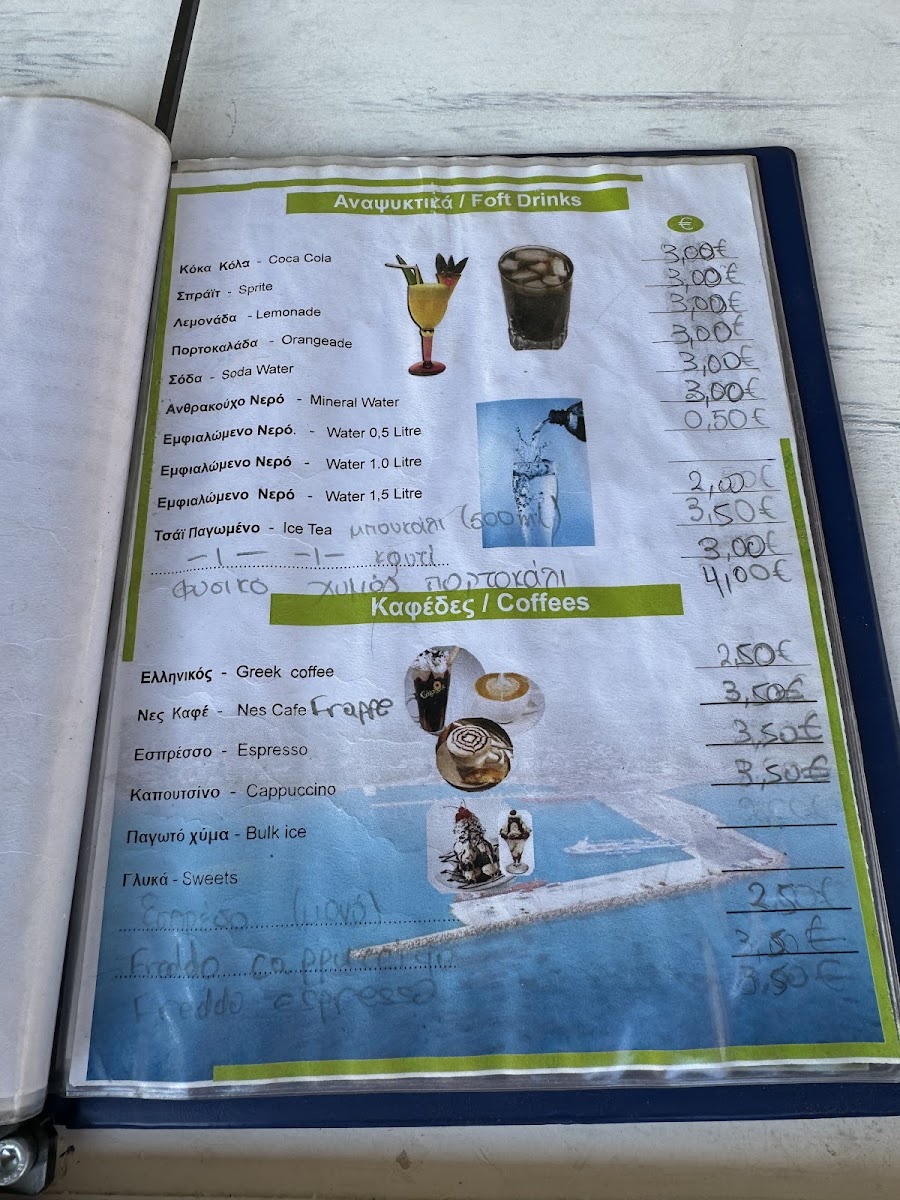 Αναψυκτικά / Foft Drinks
€
Κόκα Κόλα - Coca Cola 3,00€
Σπράϊτ - Sprite 3,00€
Λεμονάδα - Lemonade 3,00€
Πορτοκαλάδα - Orangeade 3,00€
Σόδα - Soda Water 3,00€
Ανθρακούχο Νερό - Mineral Water 3,00€
Εμφιαλώμενο Νερό. - Water 0,5 Litre 0,50€
Εμφιαλώμενο Νερό - Water 1.0 Litre
Εμφιαλώμενο Νερό - Water 1,5 Litre 2,00€
Τσάϊ Παγωμένο - Ice Tea μπουκάλι (500ml) 3,50€
-ı- -ı- κουτί 3,00€
Φυσικό χυμός πορτοκάλι 4,00€
Καφέδες / Coffees
Ελληνικός - Greek coffee 2,50€
Νες Καφέ - Nes Cafe Frappe 3,50€
Εσπρέσσο - Espresso 3,50€
Καπουτσίνο - Cappuccino 3,50€
Παγωτό χύμα - Bulk ice
Γλυκά - Sweets
Εσπρέσο (μονό) 2,50€
Freddo cappuccino 3,50€
Freddo espresso 3,50€